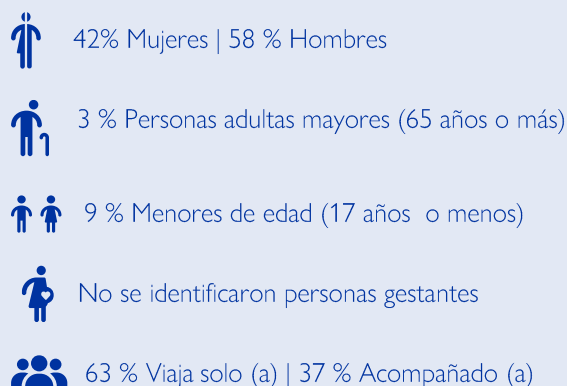 42% Mujeres | 58 % Hombres
3 % Personas adultas mayores (65 años o más)
9 % Menores de edad (17 años o menos)
No se identificaron personas gestantes
63 % Viaja solo (a) | 37 % Acompañado (a)